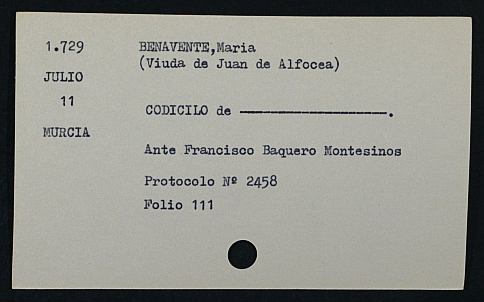 1.729
BENAVENTE,Maria
(Viuda de Juan de Alfocea)
JULIO
11
CODICILO de ——————————.
MURCIA
Ante Francisco Baquero Montesinos
Protocolo Nº 2458
Folio 111